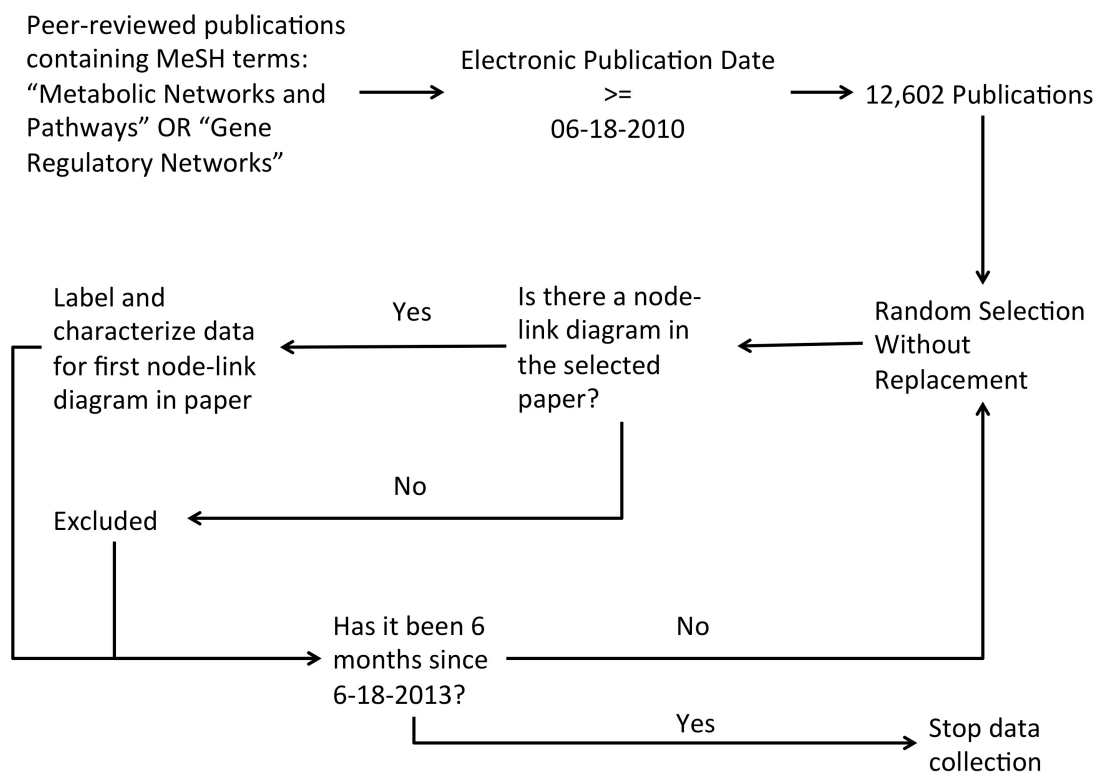 Peer-reviewed publications
containing MeSH terms:
“Metabolic Networks and
Pathways” OR “Gene
Regulatory Networks”
Electronic Publication Date
>=
06-18-2010
12,602 Publications
Random Selection
Without
Replacement
Is there a node-
link diagram in
the selected
paper?
Yes
Label and
characterize data
for first node-link
diagram in paper
No
Excluded
Has it been 6
months since
6-18-2013?
No
Yes
Stop data
collection